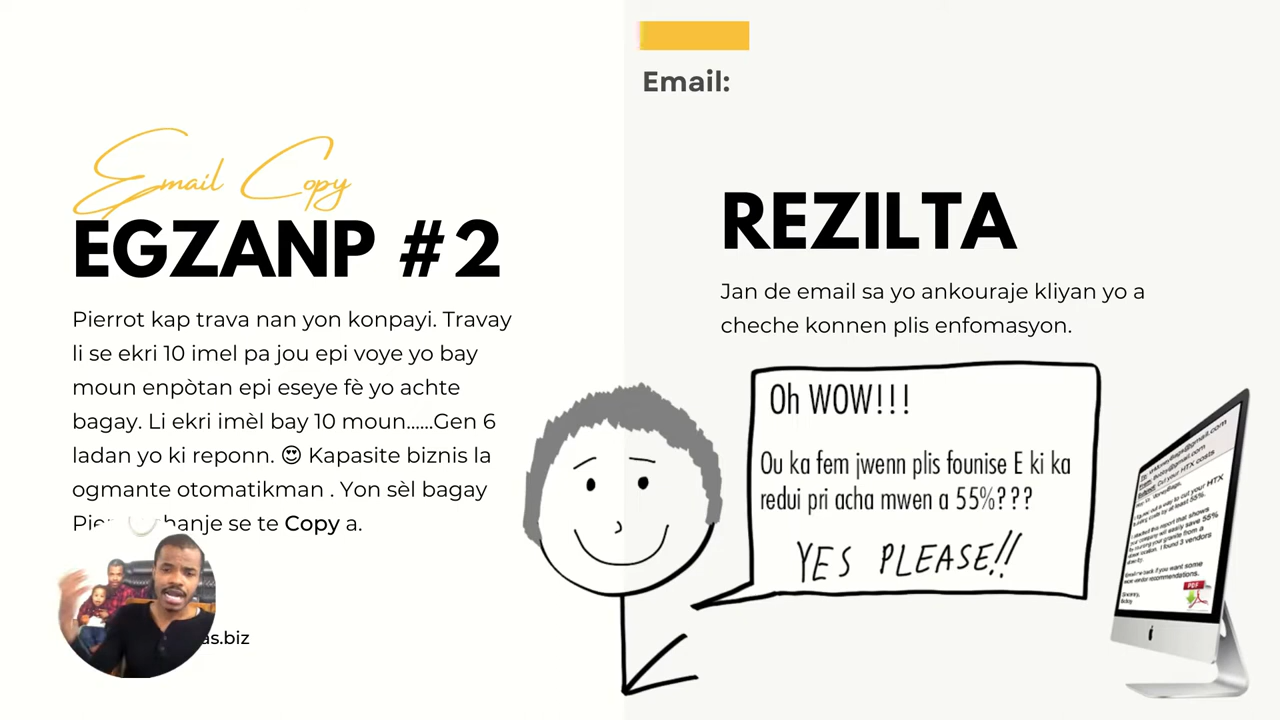 Email:
Email Copy
EGZANP #2
Pierrot kap trava nan yon konpayi. Travay
li se ekri 10 imel pa jou epi voye yo bay
moun enpòtan epi eseye fè yo achte
bagay. Li ekri imèl bay 10 moun......Gen 6
ladan yo ki reponn. 😍 Kapasite biznis la
ogmante otomatikman . Yon sèl bagay
hanje se te Copy a.
as.biz
REZILTA
Jan de email sa yo ankouraje kliyan yo a
cheche konnen plis enfomasyon.
Oh WOW!!!
Ou ka fem jwenn plis founise E ki ka
redui pri acha mwen a 55%???
YES PLEASE!!
PDF